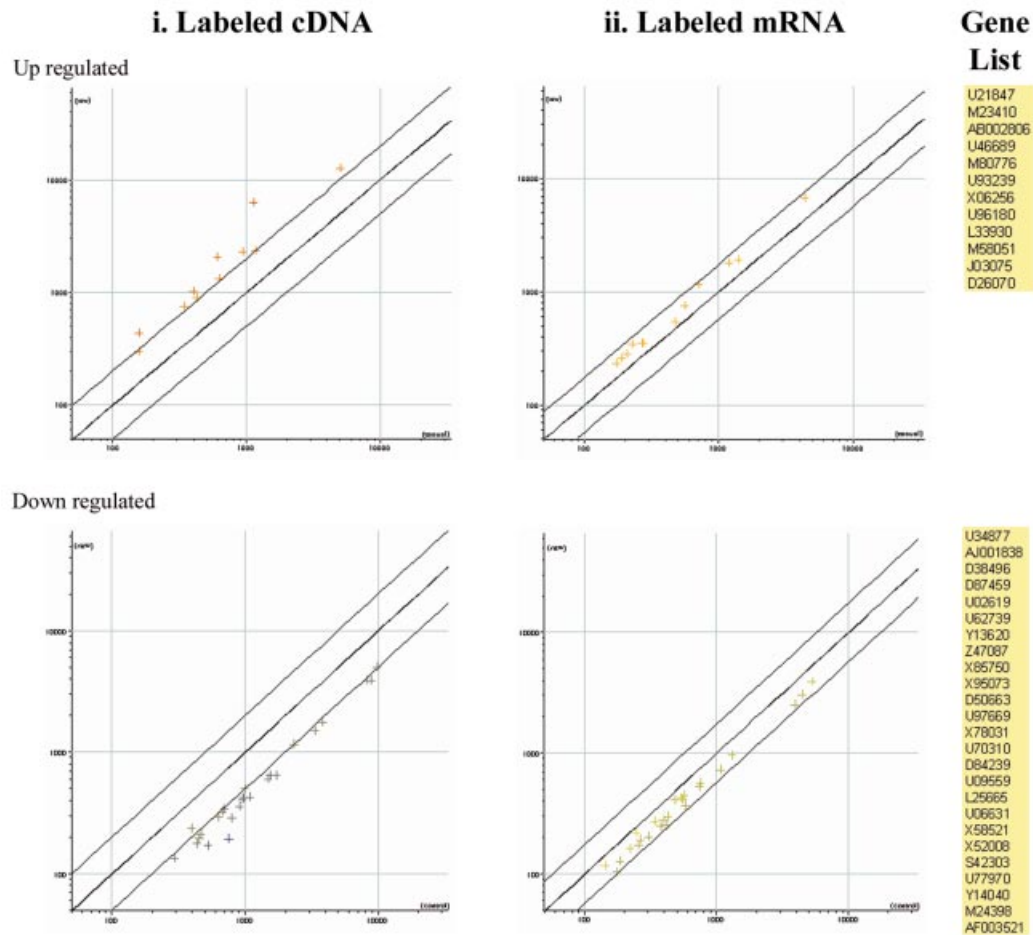 i. Labeled cDNA
ii. Labeled mRNA
Gene
List
Up regulated
10000
1000
100
100
1000
10000
10000
1000
100
100
1000
10000
U21847
M23410
AB002806
U46689
M80776
U93239
X06256
U96180
L33930
M58051
J03075
D26070
Down regulated
10000
1000
100
100
1000
10000
(control)
10000
1000
100
100
1000
10000
(control)
U34877
AJ001838
D38496
D87459
U02619
U62739
Y13620
Z47087
X85750
X95073
D50663
U97669
X78031
U70310
D84239
U09559
L25665
U06631
X58521
X52008
S42303
U77970
Y14040
M24398
AF003521